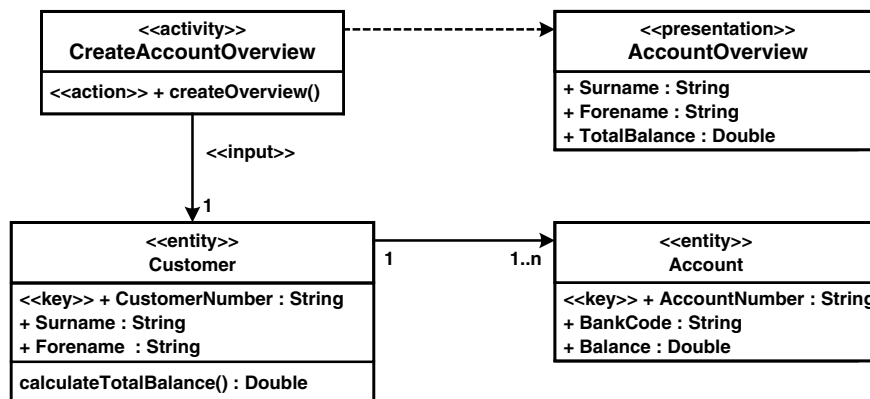 <<activity>>
CreateAccountOverview
<<action>> + createOverview()
<<presentation>>
AccountOverview
+ Surname : String
+ Forename : String
+ TotalBalance : Double
<<input>>
1
<<entity>>
Customer
<<key>> + CustomerNumber : String
+ Surname : String
+ Forename : String
calculateTotalBalance() : Double
1
1..n
<<entity>>
Account
<<key>> + AccountNumber : String
+ BankCode : String
+ Balance : Double